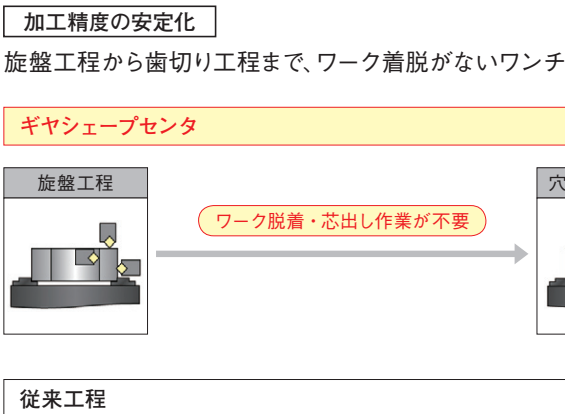 加工精度の安定化
旋盤工程から歯切り工程まで、ワーク着脱がないワンチ
ギヤシェープセンタ
旋盤工程
ワーク脱着・芯出し作業が不要
穴
従来工程